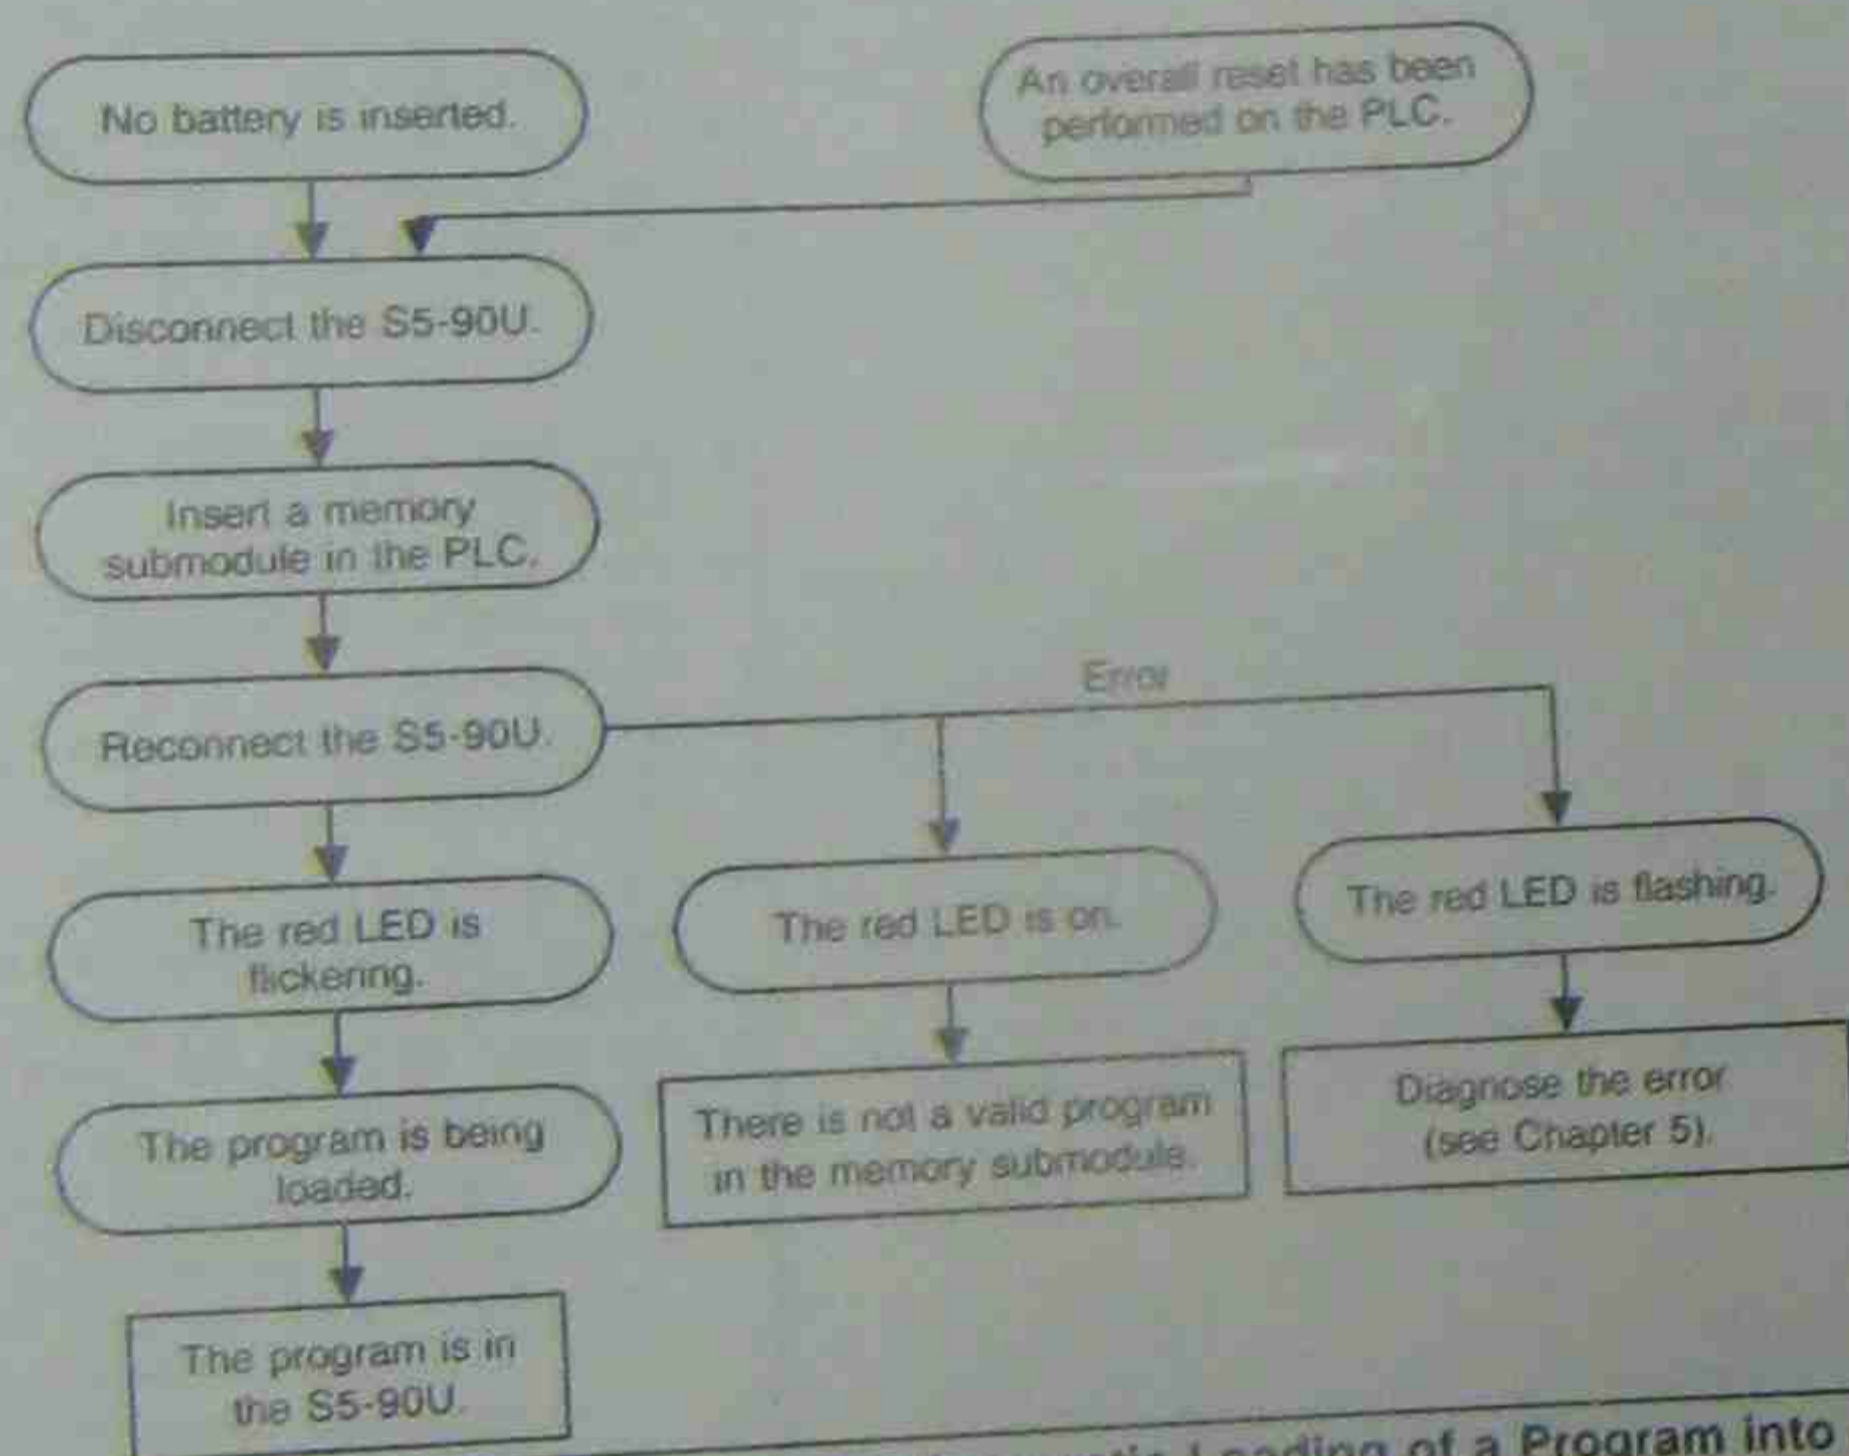 No battery is inserted.
An overall reset has been
performed on the PLC.
Disconnect the S5-90U.
Insert a memory
submodule in the PLC.
Reconnect the S5-90U.
Error
The red LED is
flickering.
The red LED is on.
The red LED is flashing.
The program is being
loaded.
There is not a valid program
in the memory submodule.
Diagnose the error
(see Chapter 5).
The program is in
the S5-90U.
Loading of a Program into